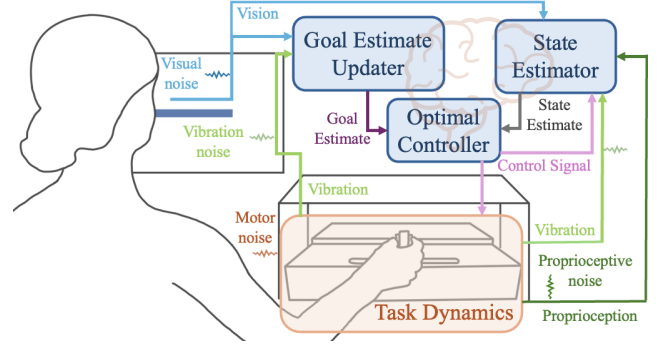 Vision
Goal Estimate
Updater
State
Estimator
Visual
noise
Vibration
noise
Goal
Estimate
Optimal
Controller
State
Estimate
Control Signal
Vibration
Motor
noise
Vibration
Proprioceptive
noise
Task Dynamics
Proprioception